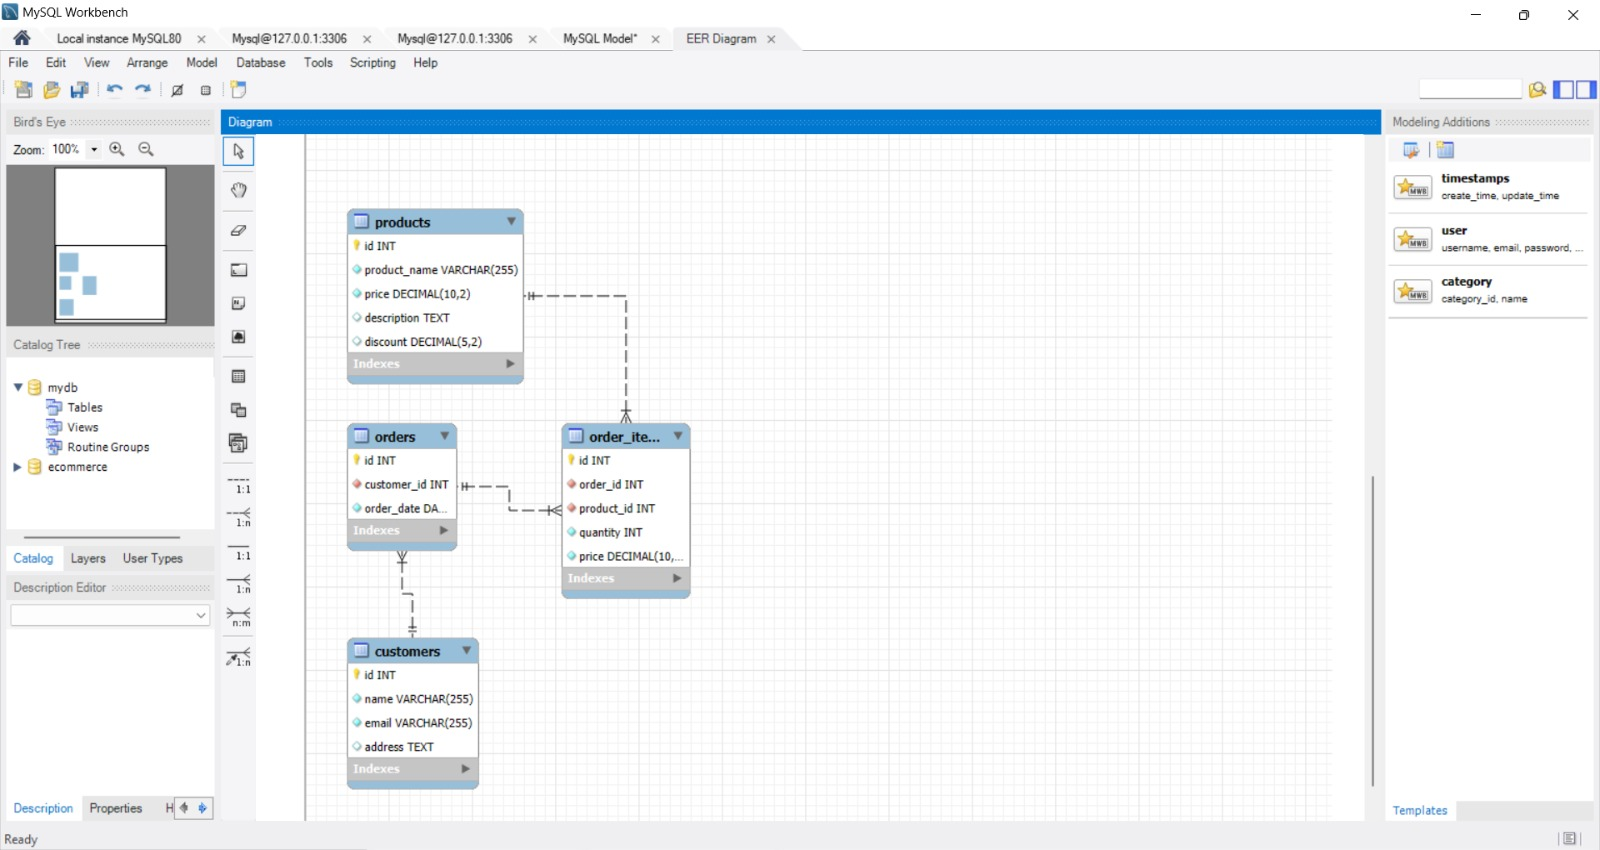 MySQL Workbench
Local instance MySQL80
Mysql@127.0.0.1:3306
Mysql@127.0.0.1:3306
MySQL Model*
EER Diagram
File Edit View Arrange Model Database Tools Scripting Help
Bird's Eye
Zoom: 100%
Catalog Tree
mydb
Tables
Views
Routine Groups
ecommerce
Catalog Layers User Types
Description Editor
Description Properties H
Ready
Diagram
1:1
1:n
1:1
1:n
n:m
1:n
products
id INT
product_name VARCHAR(255)
price DECIMAL(10,2)
description TEXT
discount DECIMAL(5,2)
Indexes
orders
id INT
customer_id INT
order_date DA...
Indexes
order_ite...
id INT
order_id INT
product_id INT
quantity INT
price DECIMAL(10,...
Indexes
customers
id INT
name VARCHAR(255)
email VARCHAR(255)
address TEXT
Indexes
Modeling Additions
MWB
timestamps
create_time, update_time
MWB
user
username, email, password, ...
MWB
category
category_id, name
Templates